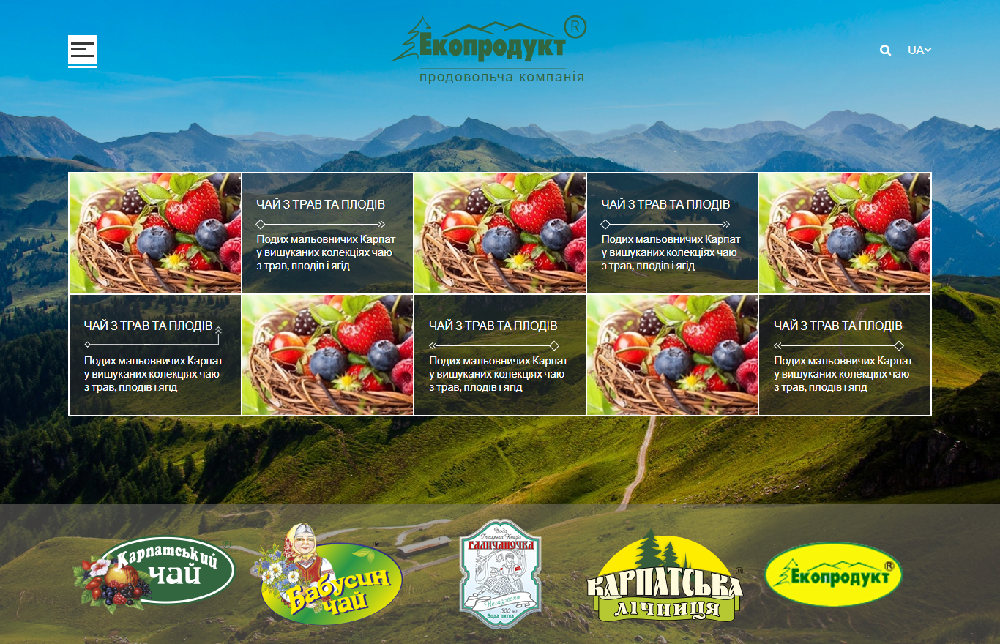 Екопродукт ®
продовольча компанія
UA
ЧАЙ З ТРАВ ТА ПЛОДІВ
Подих мальовничих Карпат
у вишуканих колекціях чаю
з трав, плодів і ягід
ЧАЙ З ТРАВ ТА ПЛОДІВ
Подих мальовничих Карпат
у вишуканих колекціях чаю
з трав, плодів і ягід
ЧАЙ З ТРАВ ТА ПЛОДІВ
Подих мальовничих Карпат
у вишуканих колекціях чаю
з трав, плодів і ягід
ЧАЙ З ТРАВ ТА ПЛОДІВ
Подих мальовничих Карпат
у вишуканих колекціях чаю
з трав, плодів і ягід
ЧАЙ З ТРАВ ТА ПЛОДІВ
Подих мальовничих Карпат
у вишуканих колекціях чаю
з трав, плодів і ягід
Карпатський ®
чай
Бабусин ™
чай
Вода
Галицьких Князів
ГАЛИЧАНОЧКА
Негазована
500 мл
Вода питна
КАРПАТСЬКА ®
ЛІЧНИЦЯ
Екопродукт ®